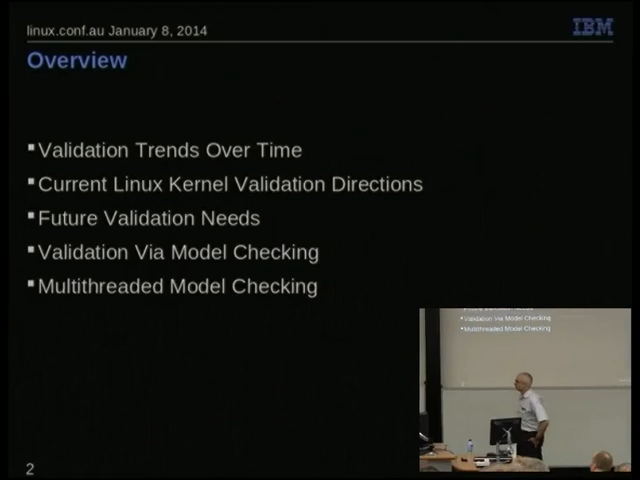 linux.conf.au January 8, 2014
IBM
Overview
Validation Trends Over Time
Current Linux Kernel Validation Directions
Future Validation Needs
Validation Via Model Checking
Multithreaded Model Checking
Validation Via Model Checking
Multithreaded Model Checking
2